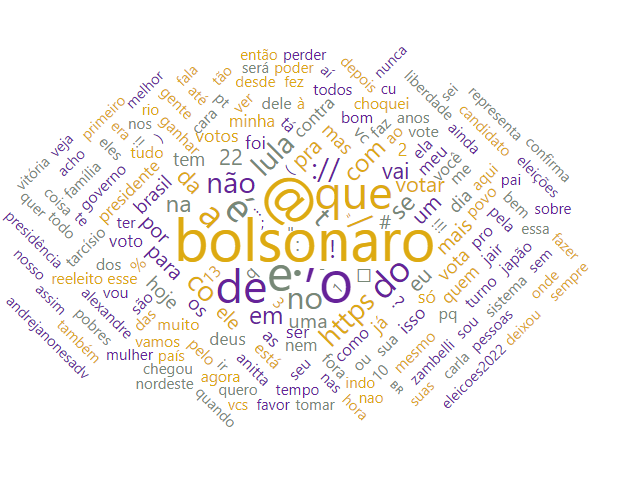 então perder nunca
será poder aí depois
melhor fala até tão desde fez todos cu liberdade sei
primeiro era gente rio cara pt ver dele à choquei representa
veja !! nos ) ganhar votos minha tá contra bom vc faz anos ao vote ainda candidato confirma
acho eles tudo foi lula pra mas 2 ela
vitória familia governo presidente tem 22 ( :// com vai meu você eleições
quer todo coisa te brasil da não @ que votar me aqui pai
presidência tarcísio ter por na a é ; t " // se um dia povo bem sobre
nosso voto bolsonaro # mais pela !!! essa
reeleito esse dos % para : ! pro jair japão fazer
assim alexandre vou hoje 13 q de e . , o □ do eu vota quem turno sem sempre
andrejanonesadv pobres são co os 3 no https .? só sistema onde
também das muito ele em uma já isso pq sou pessoas deixou
vamos pelo deus as ser como mesmo zambelli
mulher país ir está nem fora ou sua carla eleicoes2022
chegou agora anitta seu nas indo 10 suas
nordeste quero tempo nao BR
quando vcs favor tomar hora